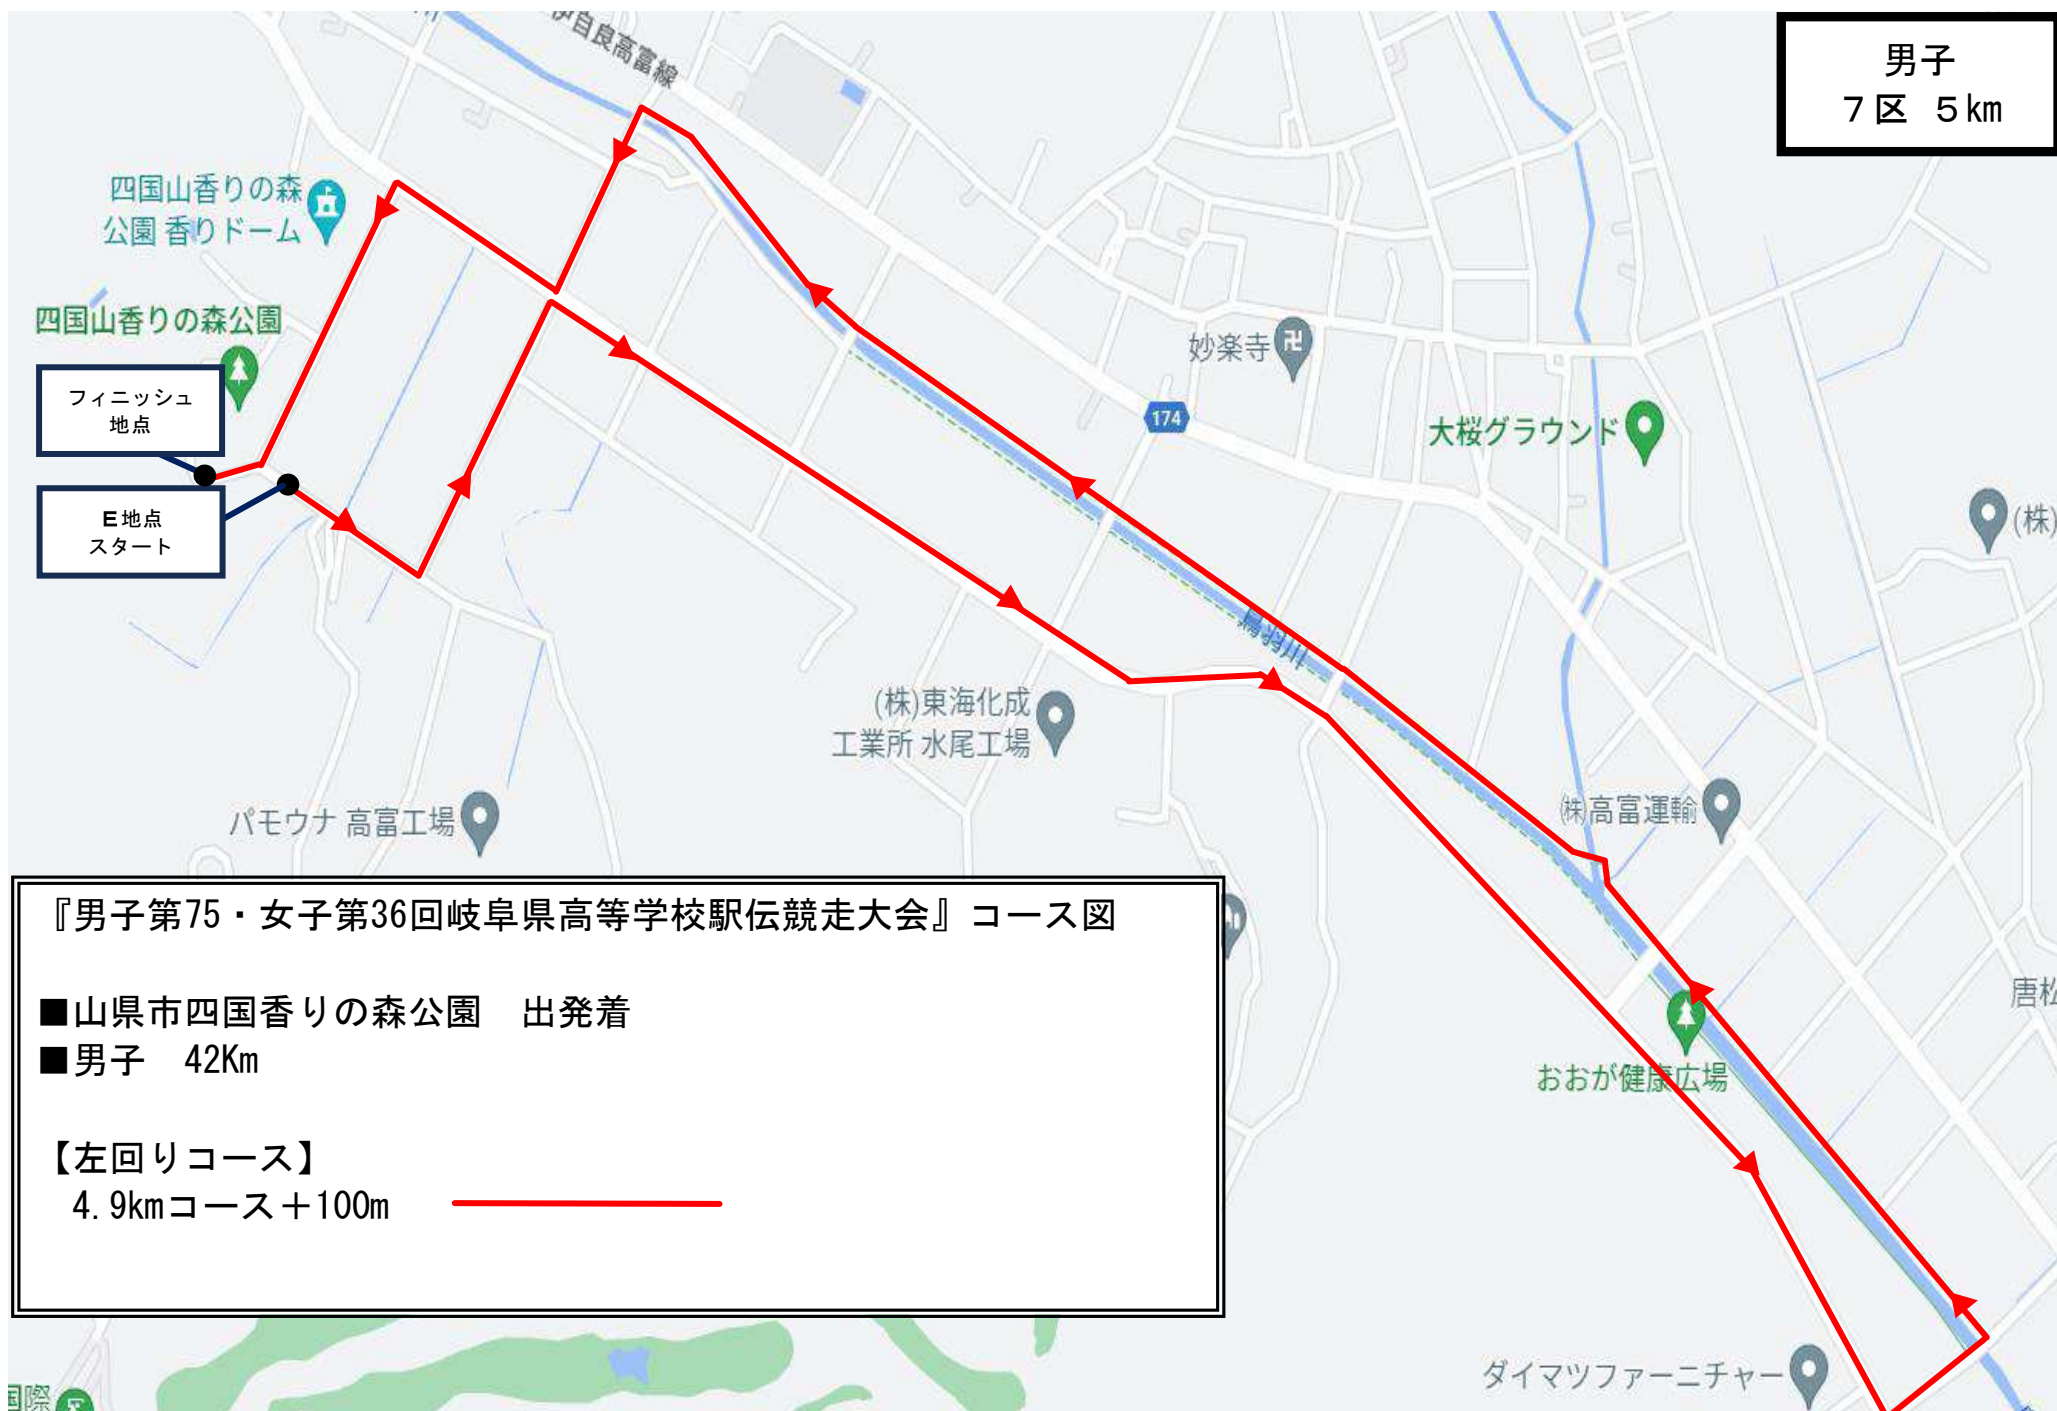 伊自良高富線
男子
7区 5km
四国山香りの森
公園 香りドーム
四国山香りの森公園
フィニッシュ
地点
E地点
スタート
妙楽寺
174
大桜グラウンド
(株)
鳥羽川
(株)東海化成
工業所 水尾工場
パモウナ 高富工場
㈱高富運輸
『男子第75・女子第36回岐阜県高等学校駅伝競走大会』コース図
■山県市四国香りの森公園　出発着
■男子　42Km
【左回りコース】
4.9kmコース＋100m
唐松
おおが健康広場
ダイマツファーニチャー
国際